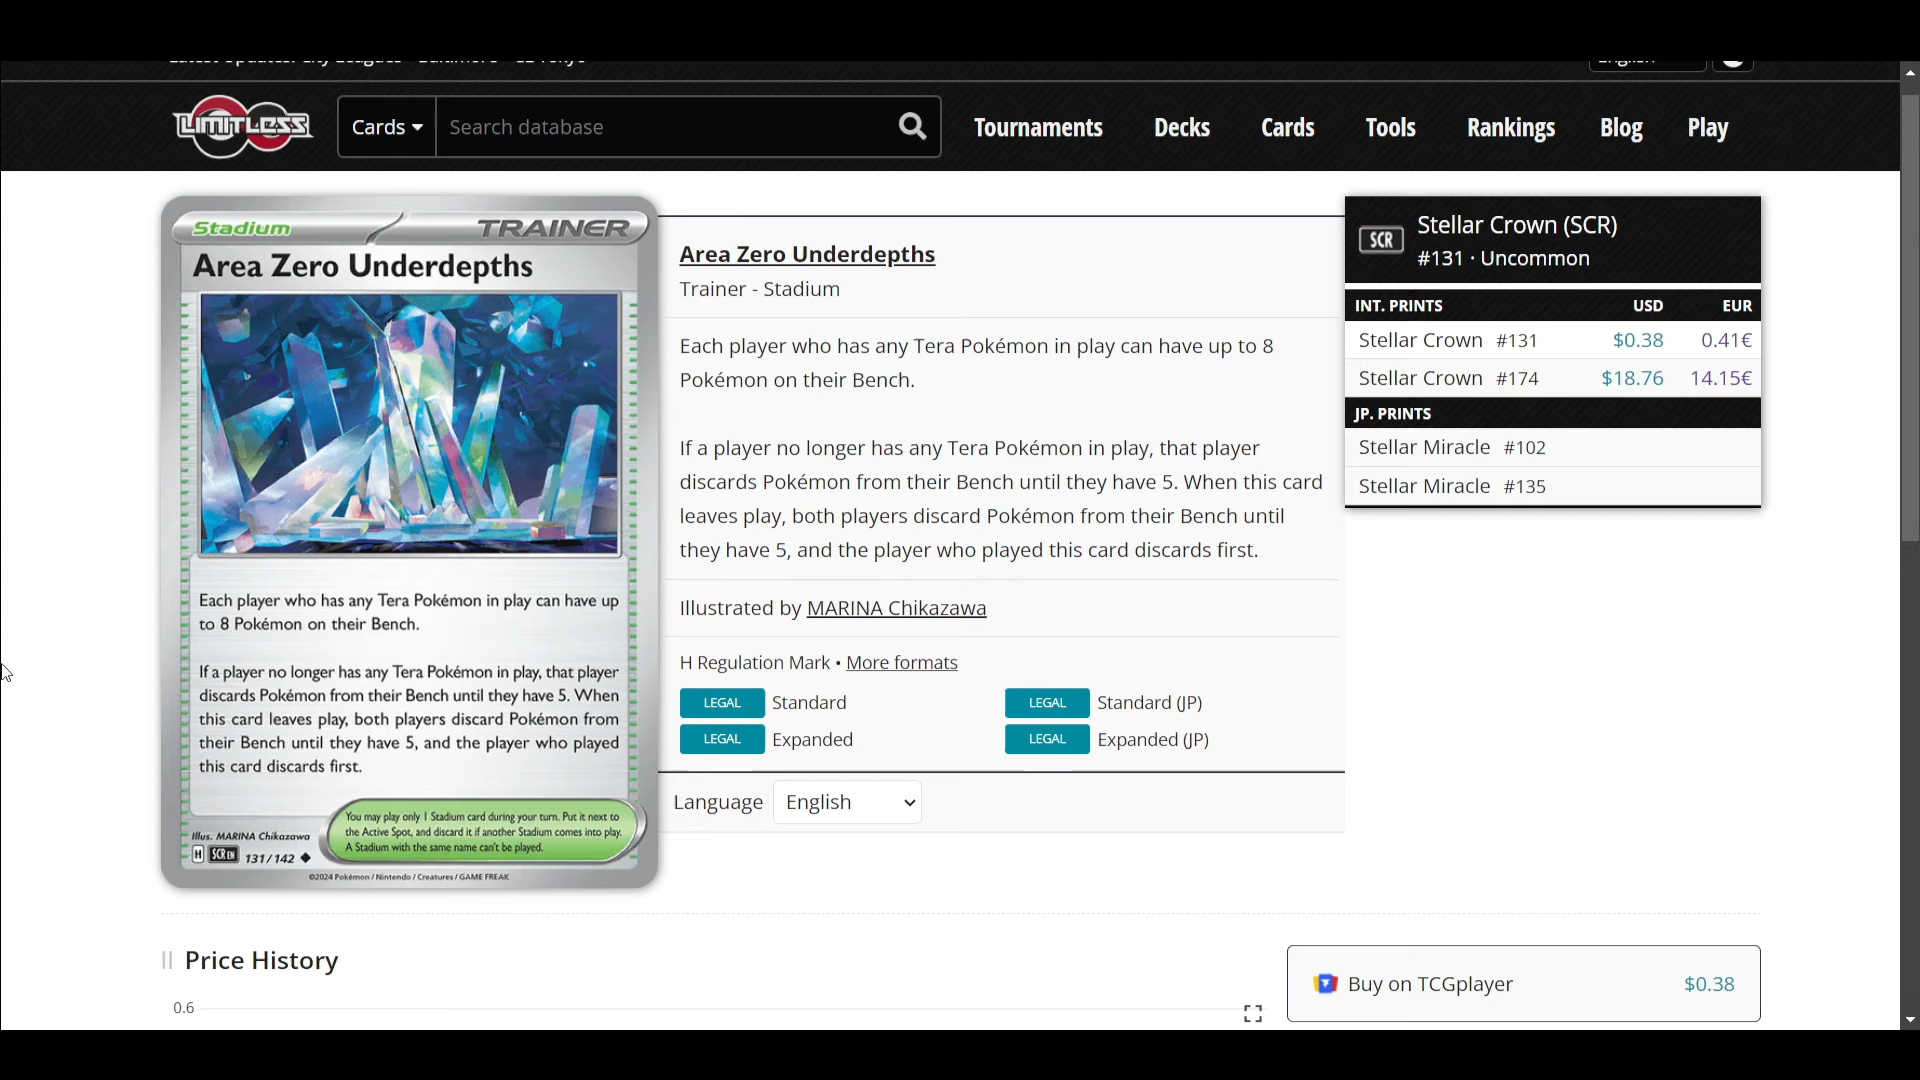 LIMITLESS
Cards
Search database
Tournaments
Decks
Cards
Tools
Rankings
Blog
Play
Stadium
TRAINER
Area Zero Underdepths
Each player who has any Tera Pokémon in play can have up
to 8 Pokémon on their Bench.
If a player no longer has any Tera Pokémon in play, that player
discards Pokémon from their Bench until they have 5. When
this card leaves play, both players discard Pokémon from
their Bench until they have 5, and the player who played
this card discards first.
You may play only 1 Stadium card during your turn. Put it next to
the Active Spot, and discard it if another Stadium comes into play.
A Stadium with the same name can't be played.
Illus. MARINA Chikazawa
H SCR EN 131/142
©2024 Pokémon / Nintendo / Creatures / GAME FREAK
Area Zero Underdepths
Trainer - Stadium
Each player who has any Tera Pokémon in play can have up to 8
Pokémon on their Bench.
If a player no longer has any Tera Pokémon in play, that player
discards Pokémon from their Bench until they have 5. When this card
leaves play, both players discard Pokémon from their Bench until
they have 5, and the player who played this card discards first.
Illustrated by MARINA Chikazawa
H Regulation Mark • More formats
LEGAL Standard
LEGAL Standard (JP)
LEGAL Expanded
LEGAL Expanded (JP)
Language English
SCR
Stellar Crown (SCR)
#131 · Uncommon
INT. PRINTS USD EUR
Stellar Crown #131 $0.38 0.41€
Stellar Crown #174 $18.76 14.15€
JP. PRINTS
Stellar Miracle #102
Stellar Miracle #135
Price History
0.6
Buy on TCGplayer $0.38